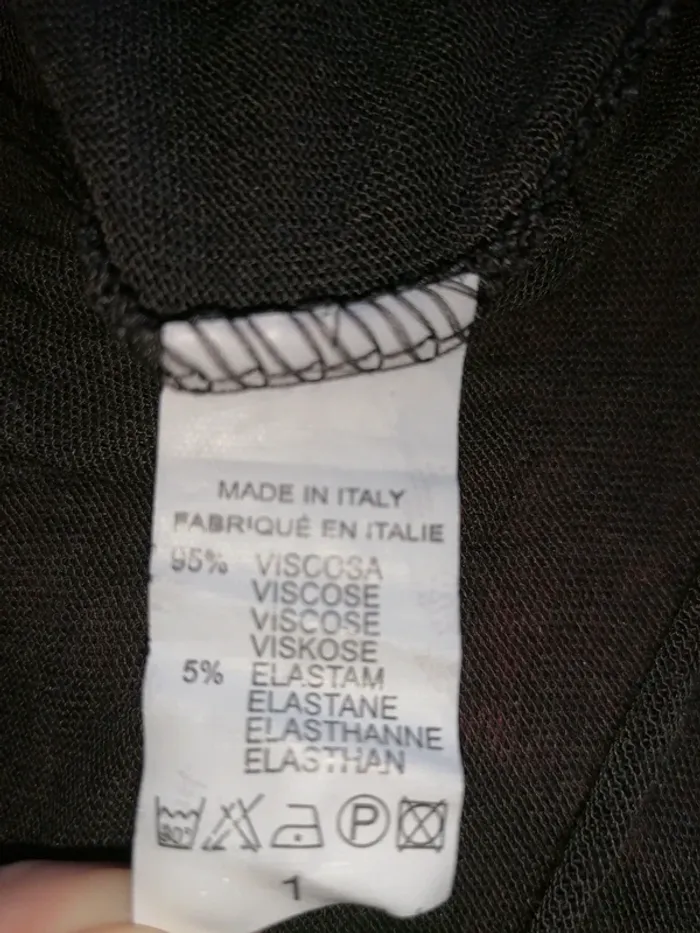 MADE IN ITALY
FABRIQUÉ EN ITALIE
95% VISCOSA
VISCOSE
VISCOSE
VISKOSE
5% ELASTAM
ELASTANE
ELASTHANNE
ELASTHAN
P
1